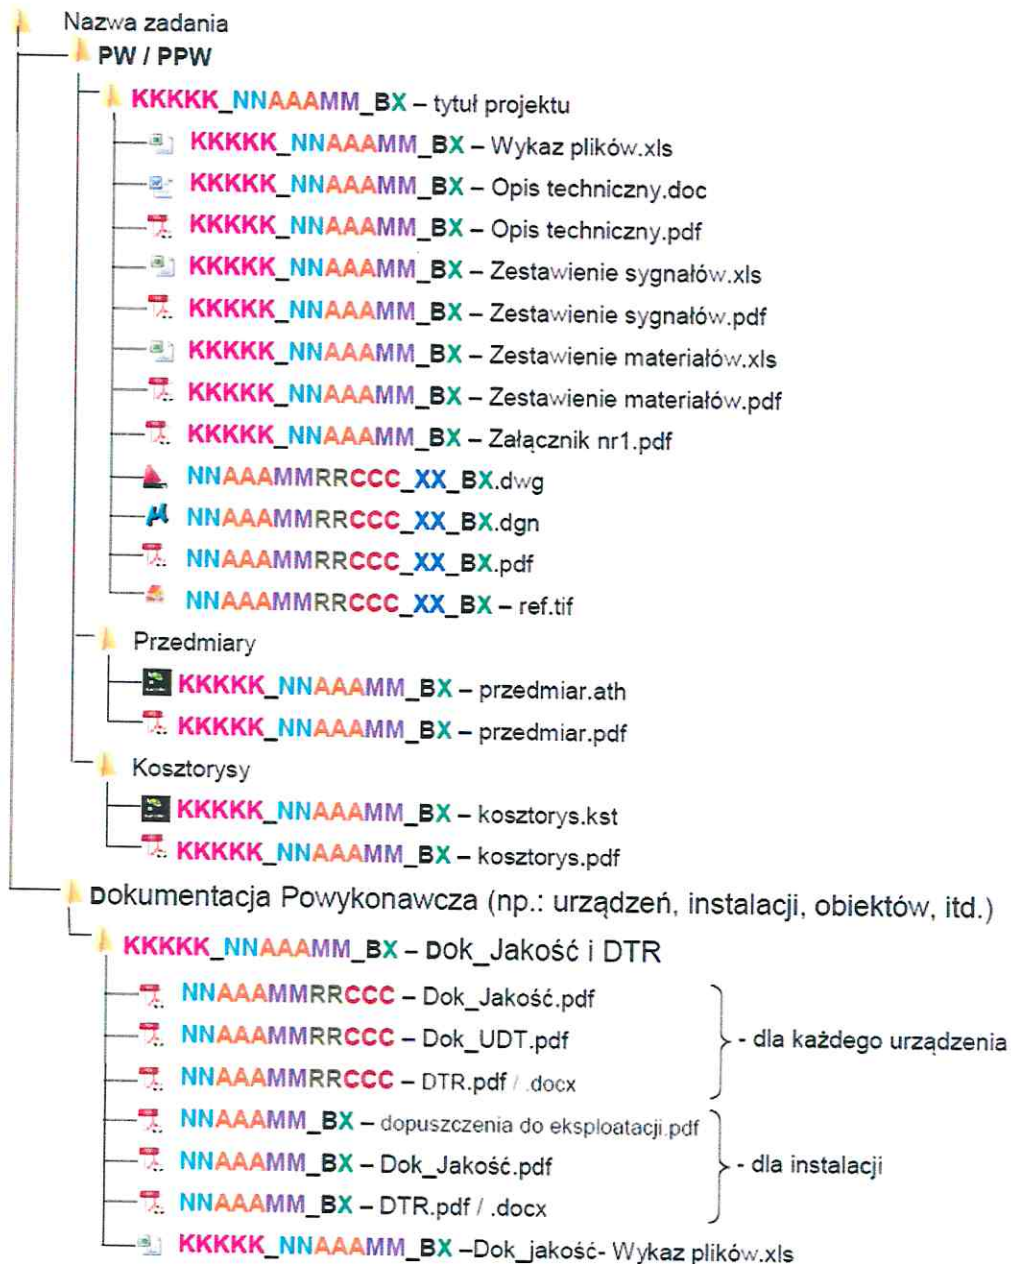 Nazwa zadania
PW / PPW
KKKKK_NNAAAMM_BX – tytuł projektu
KKKKK_NNAAAMM_BX – Wykaz plików.xls
KKKKK_NNAAAMM_BX – Opis techniczny.doc
KKKKK_NNAAAMM_BX – Opis techniczny.pdf
KKKKK_NNAAAMM_BX – Zestawienie sygnałów.xls
KKKKK_NNAAAMM_BX – Zestawienie sygnałów.pdf
KKKKK_NNAAAMM_BX – Zestawienie materiałów.xls
KKKKK_NNAAAMM_BX – Zestawienie materiałów.pdf
KKKKK_NNAAAMM_BX – Załącznik nr1.pdf
NNAAAMMRRCCC_XX_BX.dwg
NNAAAMMRRCCC_XX_BX.dgn
NNAAAMMRRCCC_XX_BX.pdf
NNAAAMMRRCCC_XX_BX – ref.tif
Przedmiary
KKKKK_NNAAAMM_BX – przedmiar.ath
KKKKK_NNAAAMM_BX – przedmiar.pdf
Kosztorysy
KKKKK_NNAAAMM_BX – kosztorys.kst
KKKKK_NNAAAMM_BX – kosztorys.pdf
Dokumentacja Powykonawcza (np.: urządzeń, instalacji, obiektów, itd.)
KKKKK_NNAAAMM_BX – Dok_Jakość i DTR
NNAAAMMRRCCC – Dok_Jakość.pdf
NNAAAMMRRCCC – Dok_UDT.pdf
- dla każdego urządzenia
NNAAAMMRRCCC – DTR.pdf / .docx
NNAAAMM_BX – dopuszczenia do eksploatacji.pdf
NNAAAMM_BX – Dok_Jakość.pdf
- dla instalacji
NNAAAMM_BX – DTR.pdf / .docx
KKKKK_NNAAAMM_BX –Dok_jakość- Wykaz plików.xls